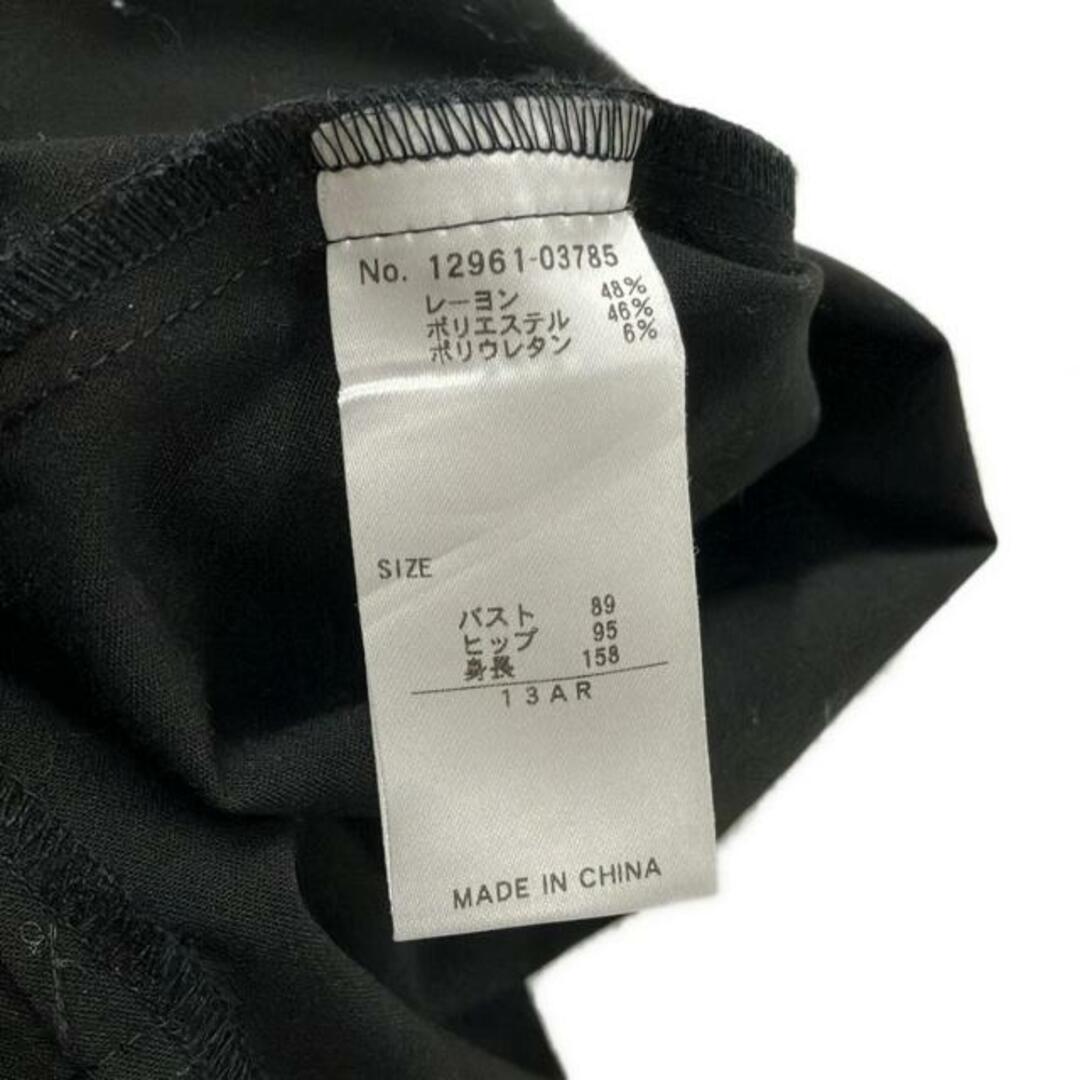 No. 12961-03785
レーヨン 48%
ポリエステル 46%
ポリウレタン 6%
SIZE
バスト 89
ヒップ 95
身長 158
13AR
MADE IN CHINA